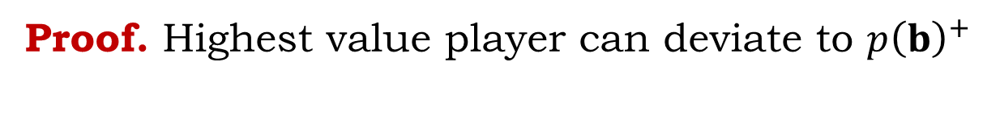 Proof. Highest value player can deviate to p(b)⁺